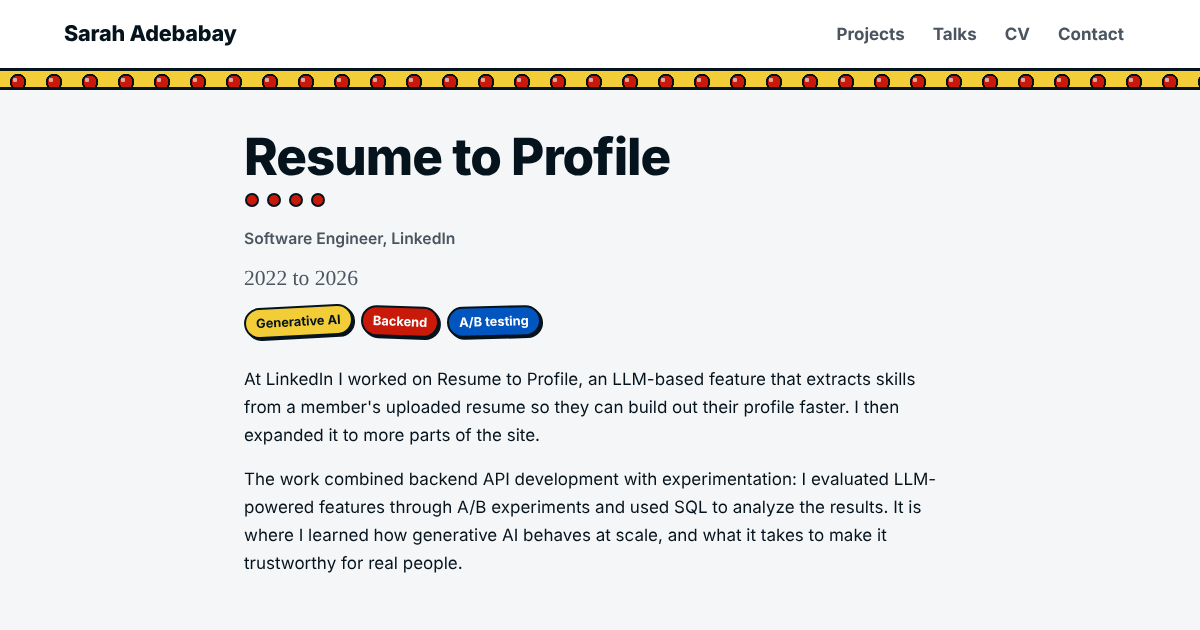 Sarah Adebabay
Projects Talks CV Contact
Resume to Profile
Software Engineer, LinkedIn
2022 to 2026
Generative AI Backend A/B testing
At LinkedIn I worked on Resume to Profile, an LLM-based feature that extracts skills
from a member's uploaded resume so they can build out their profile faster. I then
expanded it to more parts of the site.
The work combined backend API development with experimentation: I evaluated LLM-
powered features through A/B experiments and used SQL to analyze the results. It is
where I learned how generative AI behaves at scale, and what it takes to make it
trustworthy for real people.